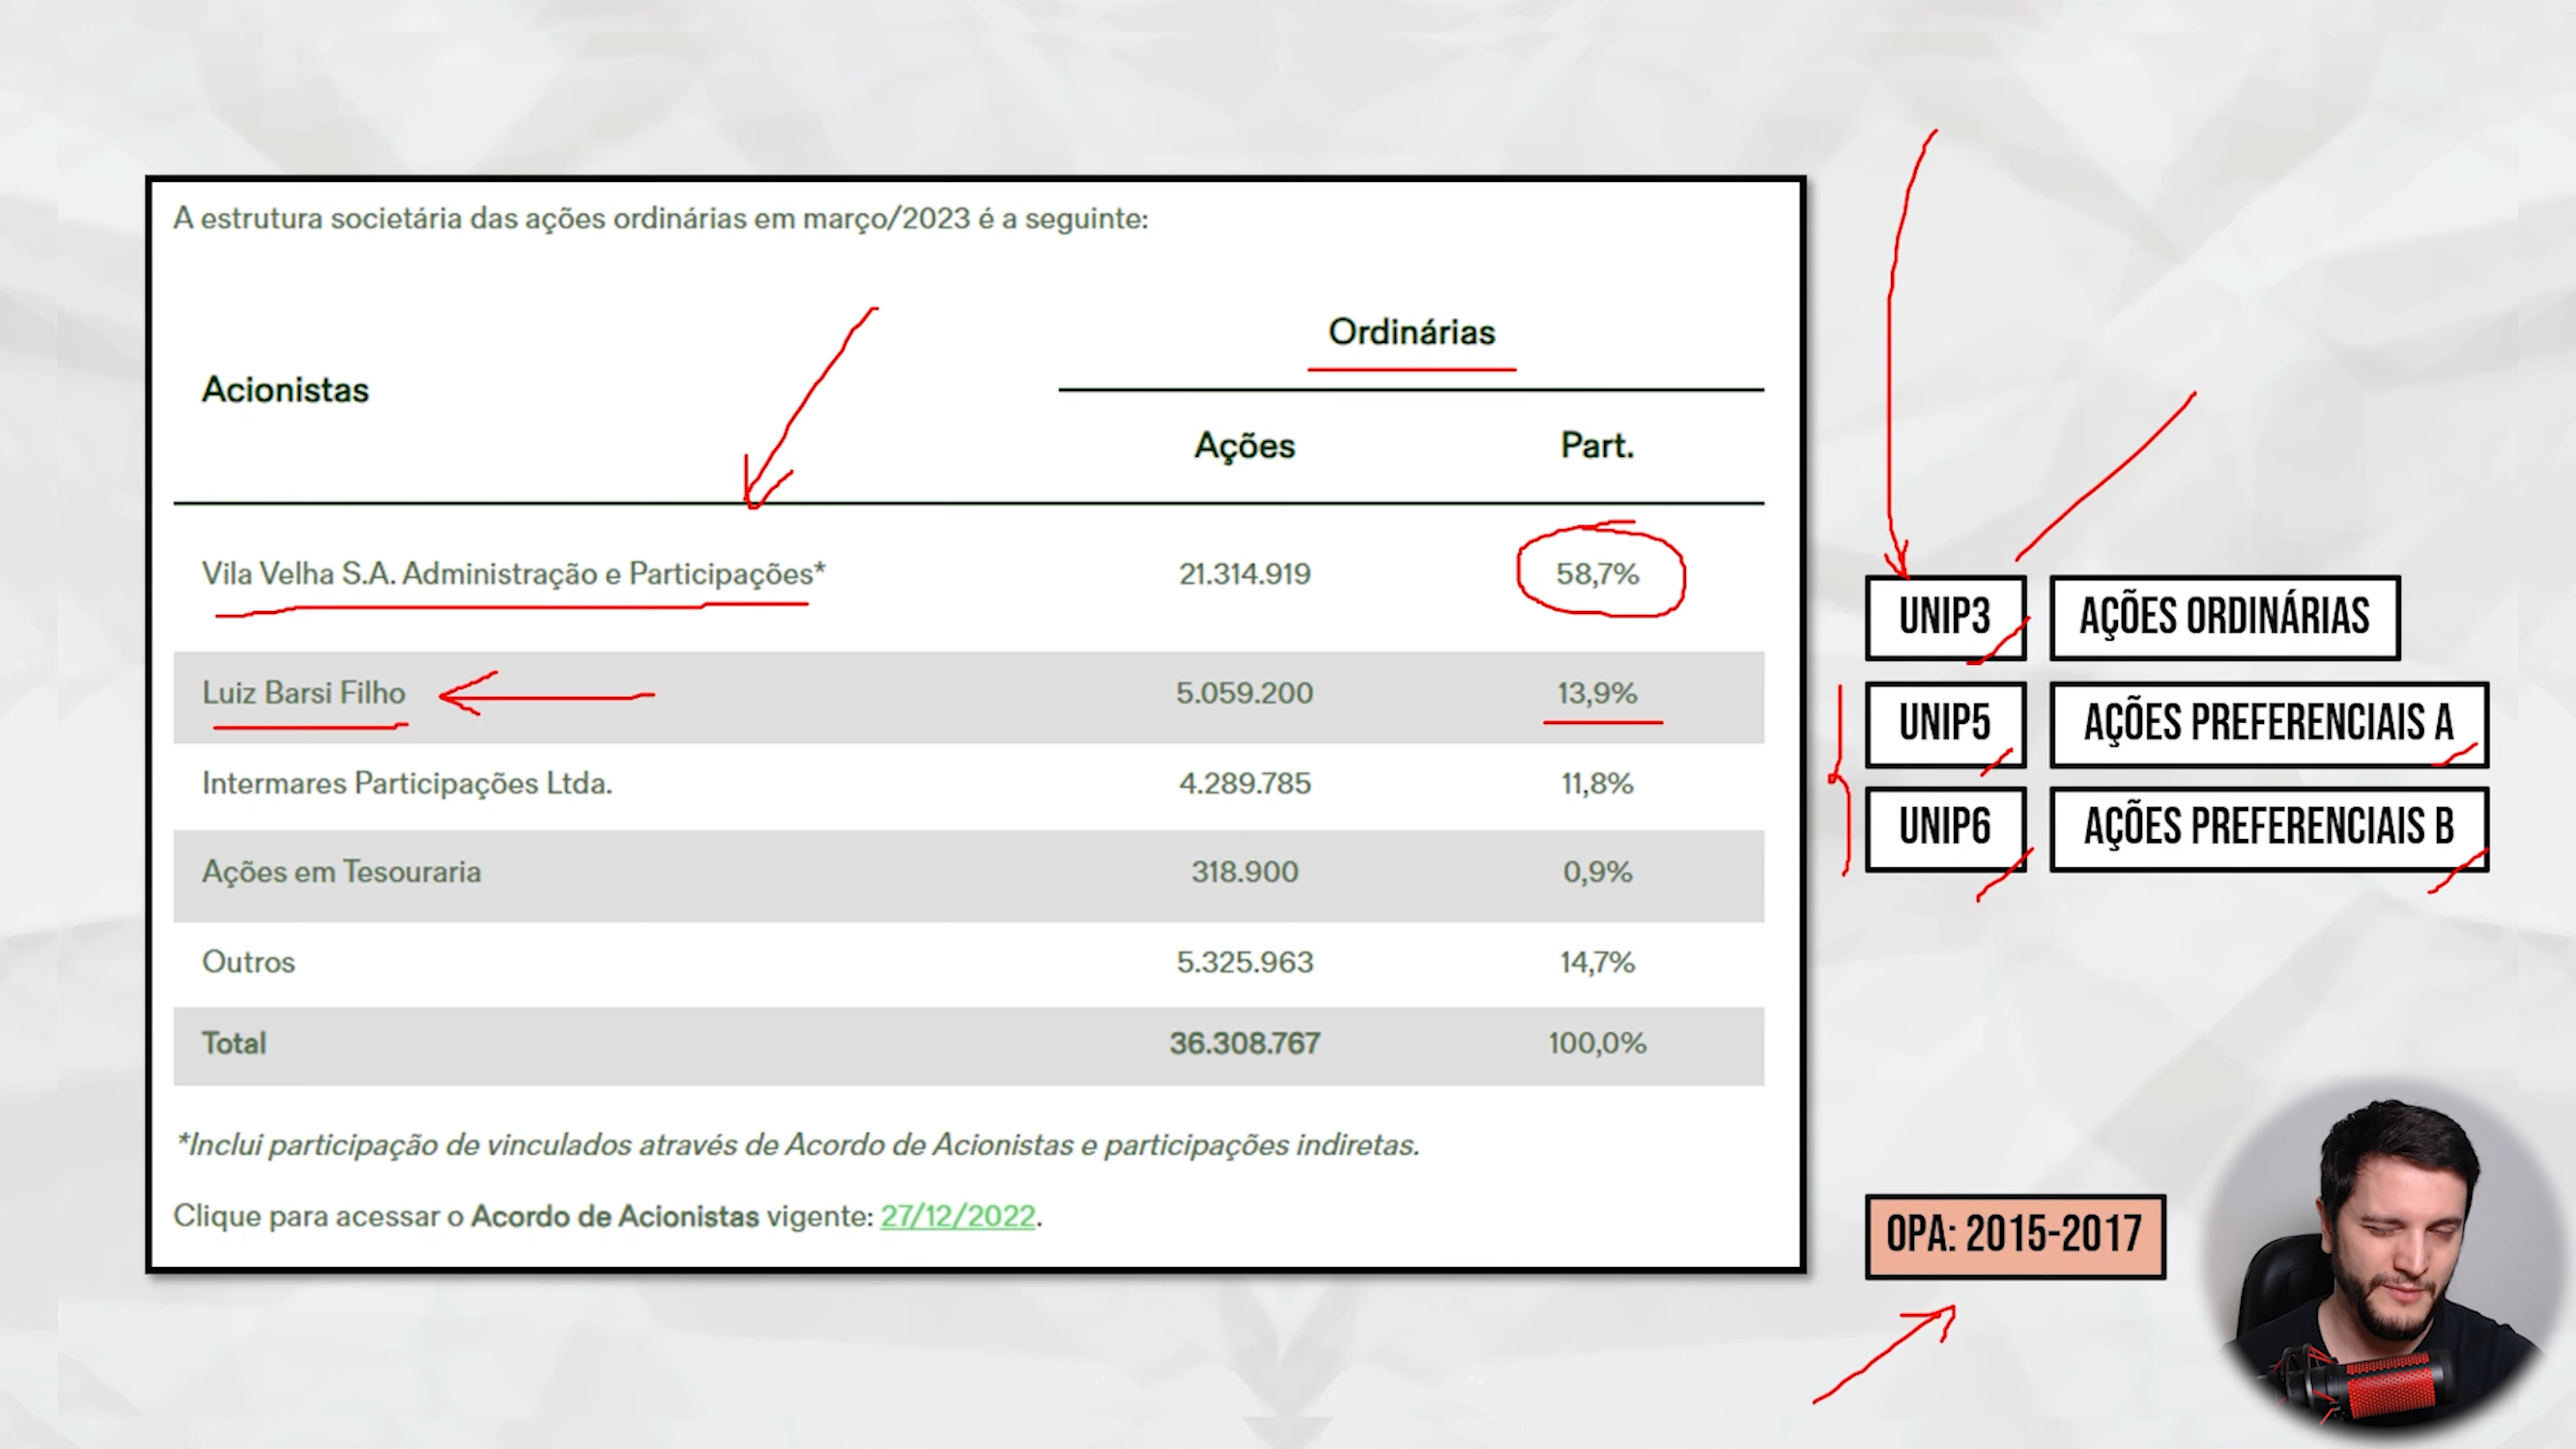 A estrutura societária das ações ordinárias em março/2023 é a seguinte:
Ordinárias
Acionistas
Ações Part.
Vila Velha S.A. Administração e Participações* 21.314.919 58,7%
Luiz Barsi Filho 5.059.200 13,9%
Intermares Participações Ltda. 4.289.785 11,8%
Ações em Tesouraria 318.900 0,9%
Outros 5.325.963 14,7%
Total 36.308.767 100,0%
*Inclui participação de vinculados através de Acordo de Acionistas e participações indiretas.
Clique para acessar o Acordo de Acionistas vigente: 27/12/2022.
UNIP3 AÇÕES ORDINÁRIAS
UNIP5 AÇÕES PREFERENCIAIS A
UNIP6 AÇÕES PREFERENCIAIS B
OPA: 2015-2017